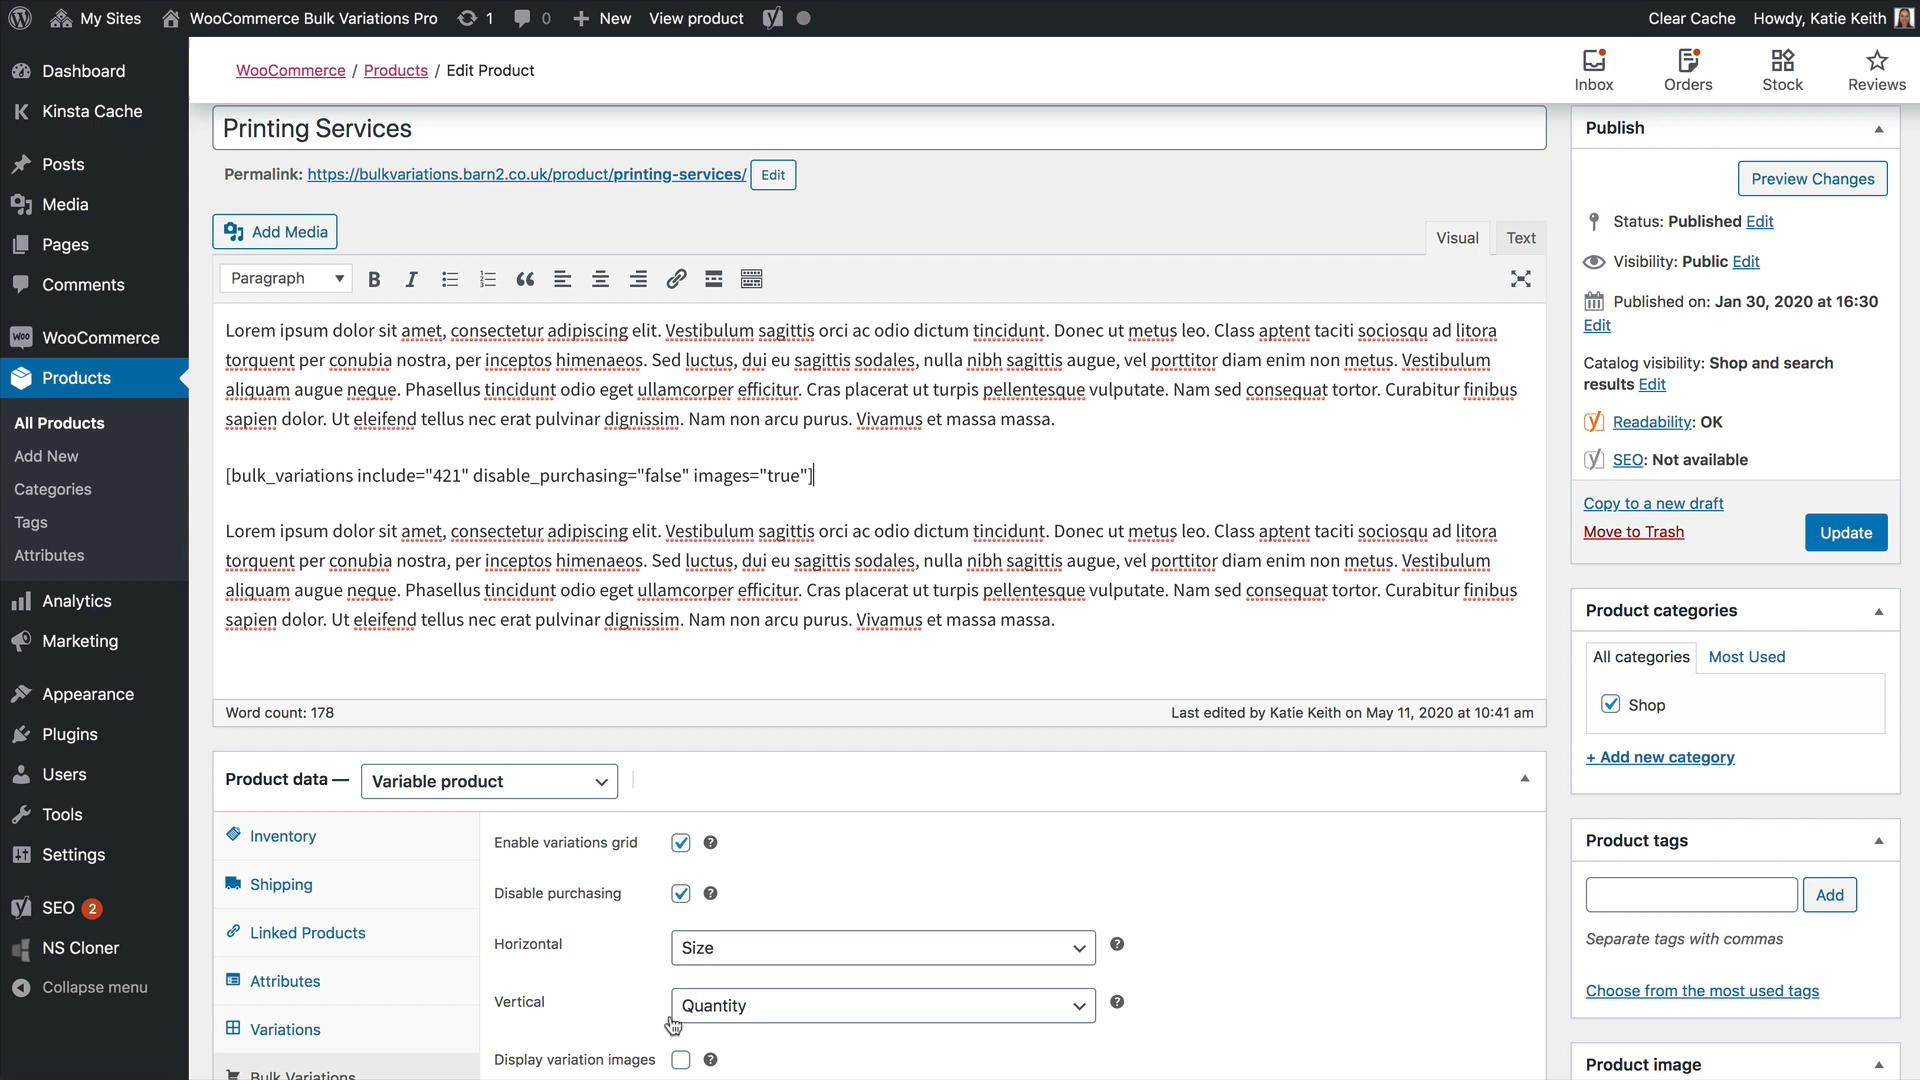 My Sites
WooCommerce Bulk Variations Pro
1
0
New
View product
Clear Cache
Howdy, Katie Keith
Dashboard
Kinsta Cache
Posts
Media
Pages
Comments
WooCommerce
Products
All Products
Add New
Categories
Tags
Attributes
Analytics
Marketing
Appearance
Plugins
Users
Tools
Settings
SEO 2
NS Cloner
Collapse menu
WooCommerce / Products / Edit Product
Inbox
Orders
Stock
Reviews
Printing Services
Permalink: https://bulkvariations.barn2.co.uk/product/printing-services/ Edit
Add Media
Visual
Text
Paragraph
Lorem ipsum dolor sit amet, consectetur adipiscing elit. Vestibulum sagittis orci ac odio dictum tincidunt. Donec ut metus leo. Class aptent taciti sociosqu ad litora
torquent per conubia nostra, per inceptos himenaeos. Sed luctus, dui eu sagittis sodales, nulla nibh sagittis augue, vel porttitor diam enim non metus. Vestibulum
aliquam augue neque. Phasellus tincidunt odio eget ullamcorper efficitur. Cras placerat ut turpis pellentesque vulputate. Nam sed consequat tortor. Curabitur finibus
sapien dolor. Ut eleifend tellus nec erat pulvinar dignissim. Nam non arcu purus. Vivamus et massa massa.
[bulk_variations include="421" disable_purchasing="false" images="true"]
Lorem ipsum dolor sit amet, consectetur adipiscing elit. Vestibulum sagittis orci ac odio dictum tincidunt. Donec ut metus leo. Class aptent taciti sociosqu ad litora
torquent per conubia nostra, per inceptos himenaeos. Sed luctus, dui eu sagittis sodales, nulla nibh sagittis augue, vel porttitor diam enim non metus. Vestibulum
aliquam augue neque. Phasellus tincidunt odio eget ullamcorper efficitur. Cras placerat ut turpis pellentesque vulputate. Nam sed consequat tortor. Curabitur finibus
sapien dolor. Ut eleifend tellus nec erat pulvinar dignissim. Nam non arcu purus. Vivamus et massa massa.
Word count: 178
Last edited by Katie Keith on May 11, 2020 at 10:41 am
Product data — Variable product
Inventory
Shipping
Linked Products
Attributes
Variations
Bulk Variations
Enable variations grid
Disable purchasing
Horizontal Size
Vertical Quantity
Display variation images
Publish
Preview Changes
Status: Published Edit
Visibility: Public Edit
Published on: Jan 30, 2020 at 16:30
Edit
Catalog visibility: Shop and search
results Edit
Readability: OK
SEO: Not available
Copy to a new draft
Move to Trash
Update
Product categories
All categories
Most Used
Shop
+ Add new category
Product tags
Add
Separate tags with commas
Choose from the most used tags
Product image